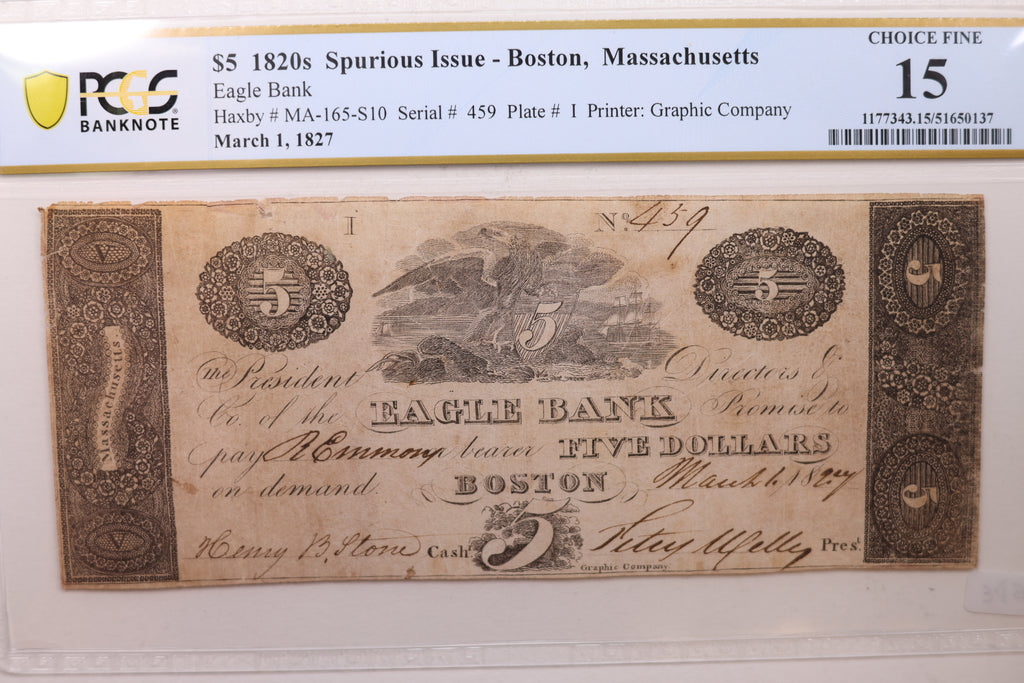 PCGS
BANKNOTE
$5 1820s Spurious Issue - Boston, Massachusetts
Eagle Bank
Haxby # MA-165-S10 Serial # 459 Plate # I Printer: Graphic Company
March 1, 1827
CHOICE FINE
15
1177343.15/51650137
I
No. 459
V
5
5
5
5
Massachusetts.
The President Directors &
Co. of the EAGLE BANK Promise to
pay R Emmons bearer FIVE DOLLARS
on demand. BOSTON March 1, 1827
V
5
5
Henry B. Stone Casht. Prest.
Graphic Company